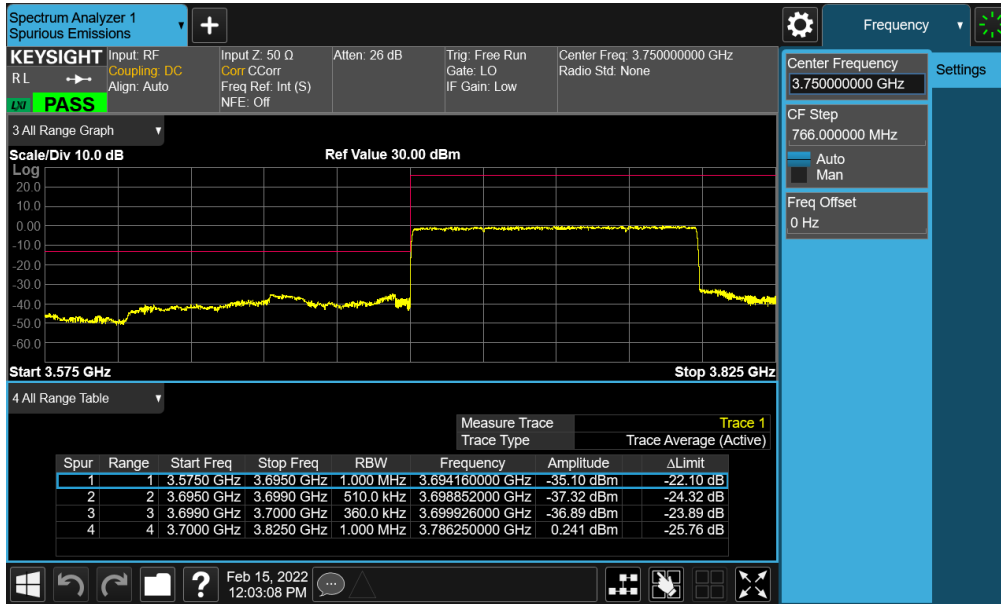 Spectrum Analyzer 1
Spurious Emissions
Frequency
KEYSIGHT
R L
LXI
PASS
Input: RF
Coupling: DC
Align: Auto
Input Z: 50 Ω
Corr CCorr
Freq Ref: Int (S)
NFE: Off
Atten: 26 dB
Trig: Free Run
Gate: LO
IF Gain: Low
Center Freq: 3.750000000 GHz
Radio Std: None
3 All Range Graph
Scale/Div 10.0 dB
Ref Value 30.00 dBm
Log
20.0
10.0
0.00
-10.0
-20.0
-30.0
-40.0
-50.0
-60.0
Start 3.575 GHz
Stop 3.825 GHz
4 All Range Table
Measure Trace Trace 1
Trace Type Trace Average (Active)
Spur Range Start Freq Stop Freq RBW Frequency Amplitude ΔLimit
1 1 3.5750 GHz 3.6950 GHz 1.000 MHz 3.694160000 GHz -35.10 dBm -22.10 dB
2 2 3.6950 GHz 3.6990 GHz 510.0 kHz 3.698852000 GHz -37.32 dBm -24.32 dB
3 3 3.6990 GHz 3.7000 GHz 360.0 kHz 3.699926000 GHz -36.89 dBm -23.89 dB
4 4 3.7000 GHz 3.8250 GHz 1.000 MHz 3.786250000 GHz 0.241 dBm -25.76 dB
Center Frequency
3.750000000 GHz
Settings
CF Step
766.000000 MHz
Auto
Man
Freq Offset
0 Hz
?
Feb 15, 2022
12:03:08 PM